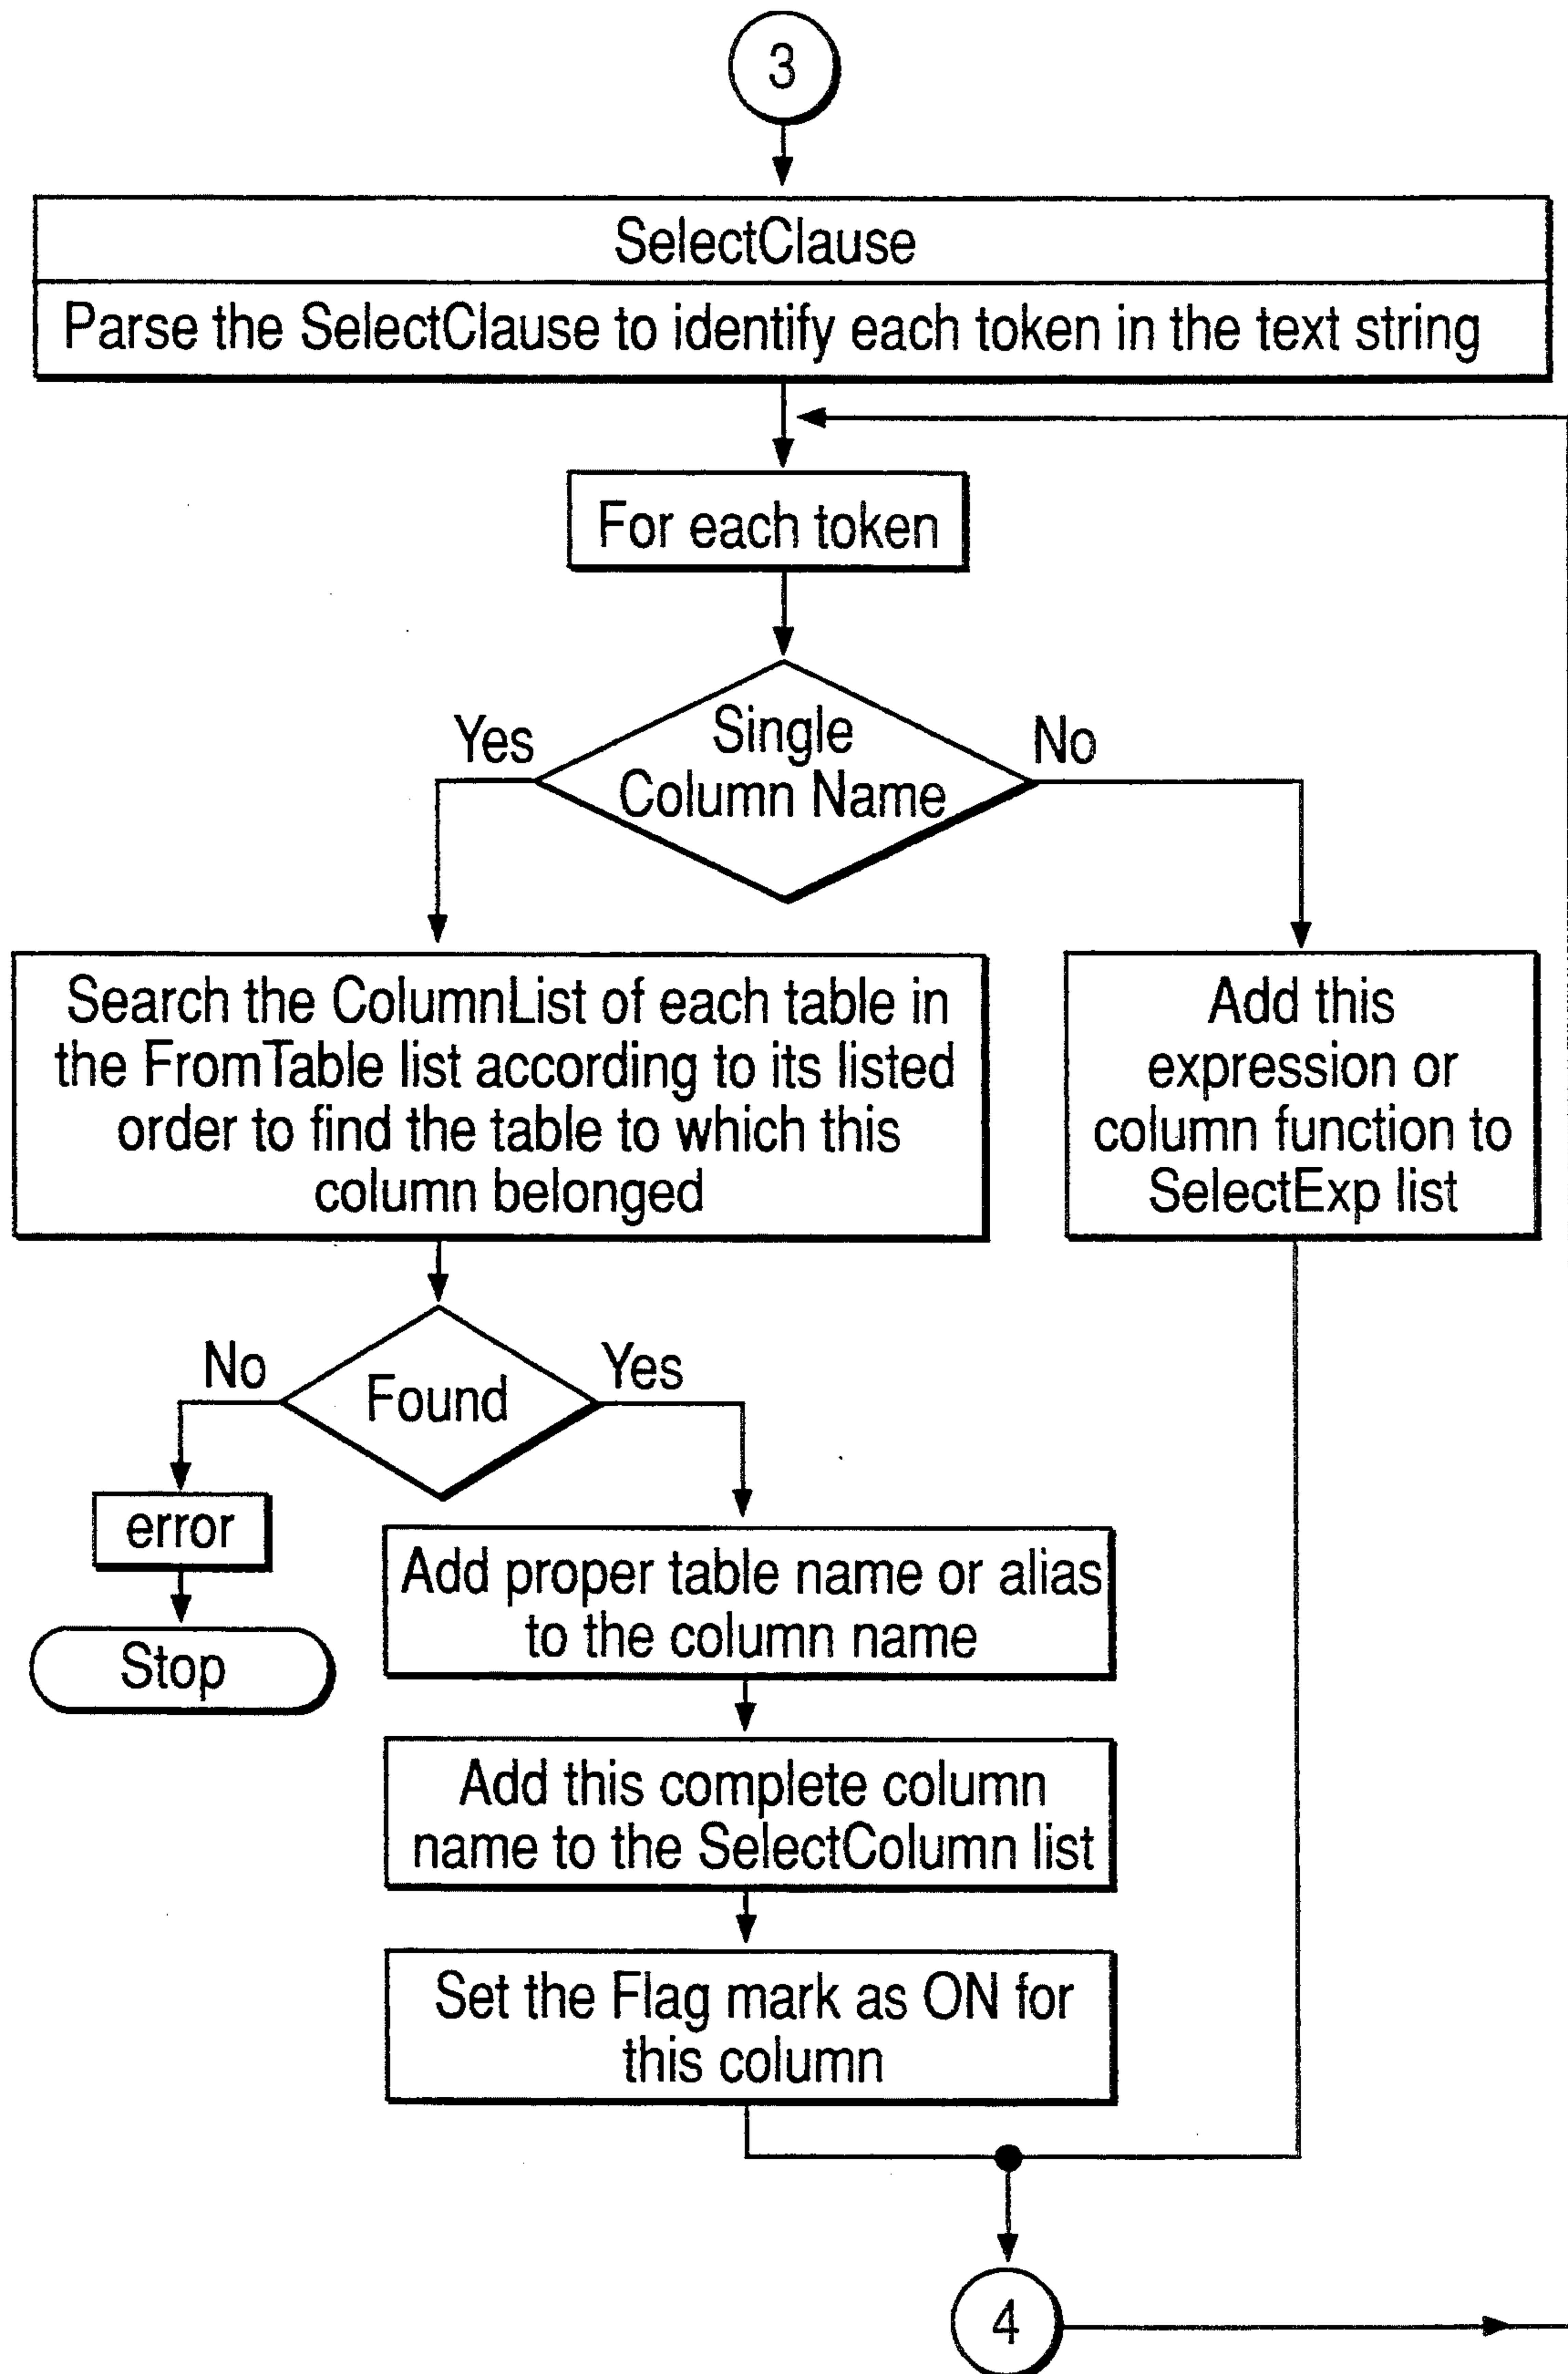 3
SelectClause
Parse the SelectClause to identify each token in the text string
For each token
Single
Column Name
Yes
No
Search the ColumnList of each table in
the FromTable list according to its listed
order to find the table to which this
column belonged
Add this
expression or
column function to
SelectExp list
Found
No
Yes
error
Stop
Add proper table name or alias
to the column name
Add this complete column
name to the SelectColumn list
Set the Flag mark as ON for
this column
4